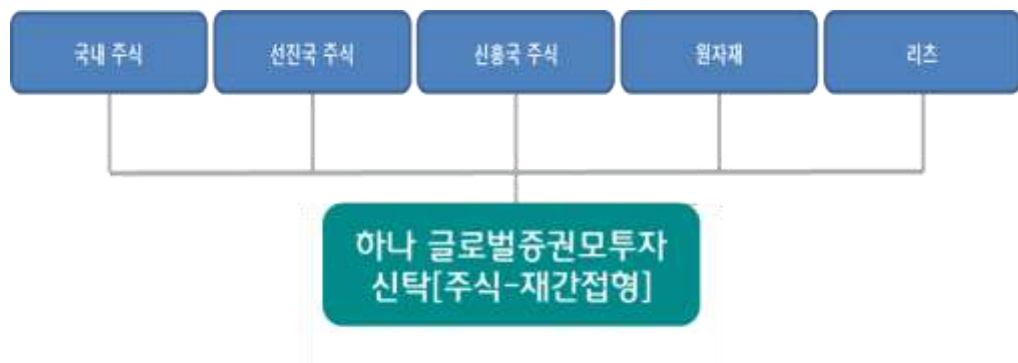 국내 주식
선진국 주식
신흥국 주식
원자재
리츠
하나 글로벌증권모투자
신탁[주식-재간접형]